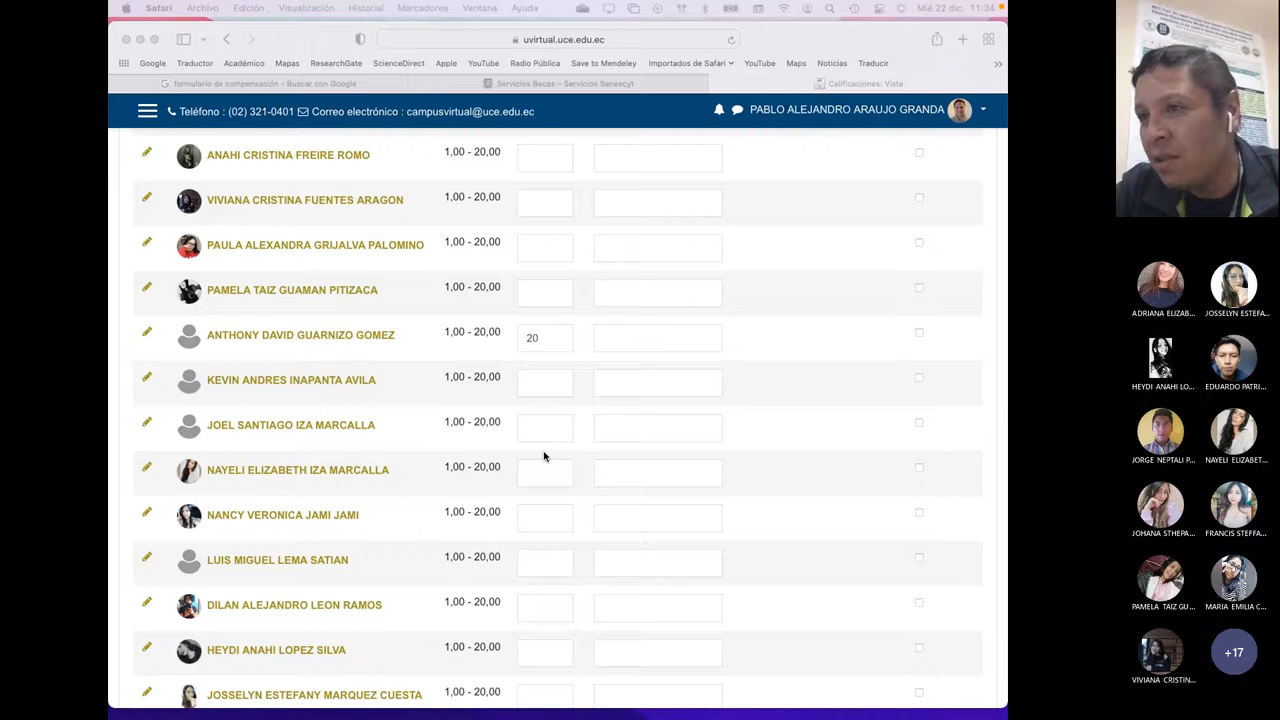 Safari Archivo Edición Visualización Historial Marcadores Ventana Ayuda Mié 22 dic. 11:34
uvirtual.uce.edu.ec
Google Traductor Académico Mapas ResearchGate ScienceDirect Apple YouTube Radio Pública Save to Mendeley Importados de Safari YouTube Maps Noticias Traducir
formulario de compensación - Buscar con Google Servicios Becas – Servicios Senescyt Calificaciones: Vista
Teléfono : (02) 321-0401 Correo electrónico : campusvirtual@uce.edu.ec PABLO ALEJANDRO ARAUJO GRANDA
ANAHI CRISTINA FREIRE ROMO 1,00 - 20,00
VIVIANA CRISTINA FUENTES ARAGON 1,00 - 20,00
PAULA ALEXANDRA GRIJALVA PALOMINO 1,00 - 20,00
PAMELA TAIZ GUAMAN PITIZACA 1,00 - 20,00
ANTHONY DAVID GUARNIZO GOMEZ 1,00 - 20,00 20
KEVIN ANDRES INAPANTA AVILA 1,00 - 20,00
JOEL SANTIAGO IZA MARCALLA 1,00 - 20,00
NAYELI ELIZABETH IZA MARCALLA 1,00 - 20,00
NANCY VERONICA JAMI JAMI 1,00 - 20,00
LUIS MIGUEL LEMA SATIAN 1,00 - 20,00
DILAN ALEJANDRO LEON RAMOS 1,00 - 20,00
HEYDI ANAHI LOPEZ SILVA 1,00 - 20,00
JOSSELYN ESTEFANY MARQUEZ CUESTA 1,00 - 20,00
ADRIANA ELIZAB... JOSSELYN ESTEFA...
HEYDI ANAHI LO... EDUARDO PATRI...
JORGE NEPTALI P... NAYELI ELIZABET...
JOHANA STHEPA... FRANCIS STEFFA...
PAMELA TAIZ GU... MARIA EMILIA C...
VIVIANA CRISTIN... +17